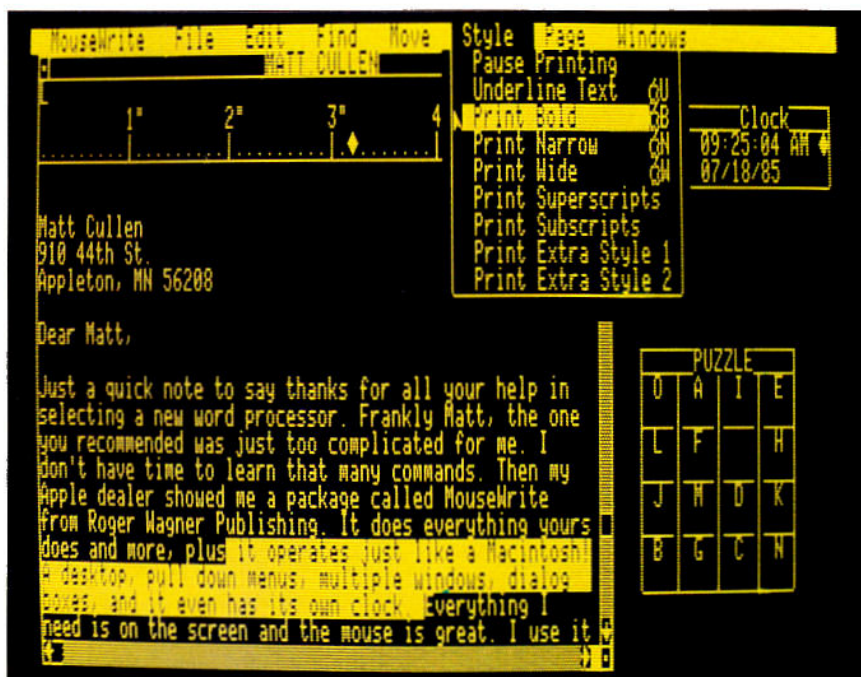 MouseWrite File Edit Find Move Style Page Windows
MATT CULLEN
1" 2" 3" 4
Pause Printing
Underline Text U
Print Bold B
Print Narrow N
Print Wide W
Print Superscripts
Print Subscripts
Print Extra Style 1
Print Extra Style 2
Clock
09:25:04 AM
07/18/85
Matt Cullen
910 44th St.
Appleton, MN 56208
Dear Matt,
Just a quick note to say thanks for all your help in
selecting a new word processor. Frankly Matt, the one
you recommended was just too complicated for me. I
don't have time to learn that many commands. Then my
Apple dealer showed me a package called MouseWrite
from Roger Wagner Publishing. It does everything yours
does and more, plus it operates just like a Macintosh!
A desktop, pull down menus, multiple windows, dialog
boxes, and it even has its own clock. Everything I
need is on the screen and the mouse is great. I use it
PUZZLE
O A I E
L F H
J M D K
B G C N